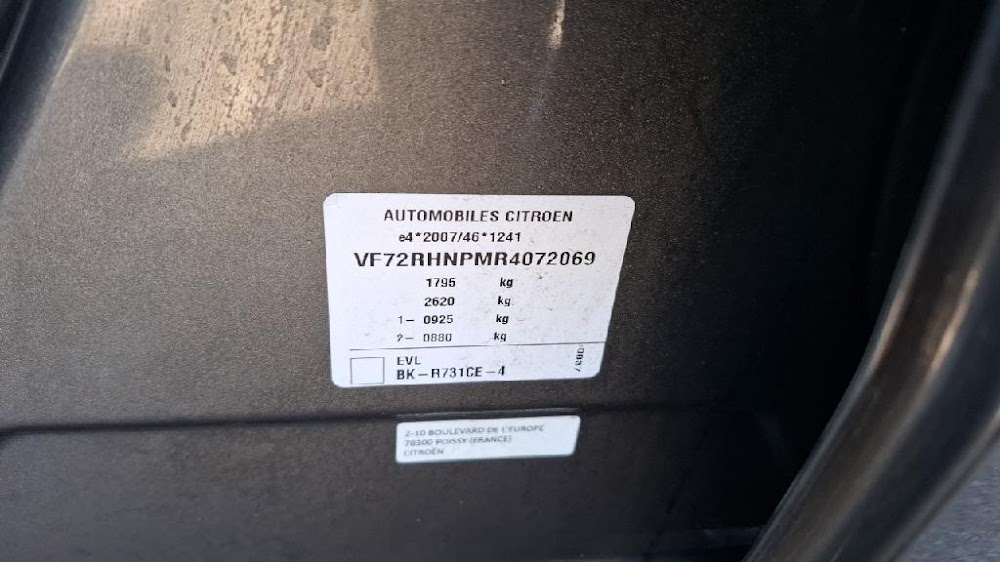 AUTOMOBILES CITROEN
e4*2007/46*1241
VF72RHNPMR4072069
1795 kg
2620 kg
1- 0925 kg
2- 0880 kg
EVL
BK-R731CE-4
0837
2-10 BOULEVARD DE L'EUROPE
78300 POISSY (FRANCE)
CITROËN